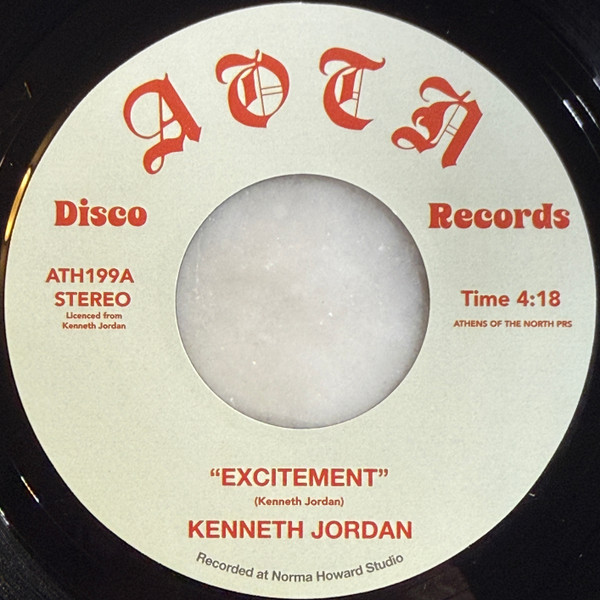 AOTN
Disco Records
ATH199A
STEREO
Licenced from
Kenneth Jordan
Time 4:18
ATHENS OF THE NORTH PRS
“EXCITEMENT”
(Kenneth Jordan)
KENNETH JORDAN
Recorded at Norma Howard Studio